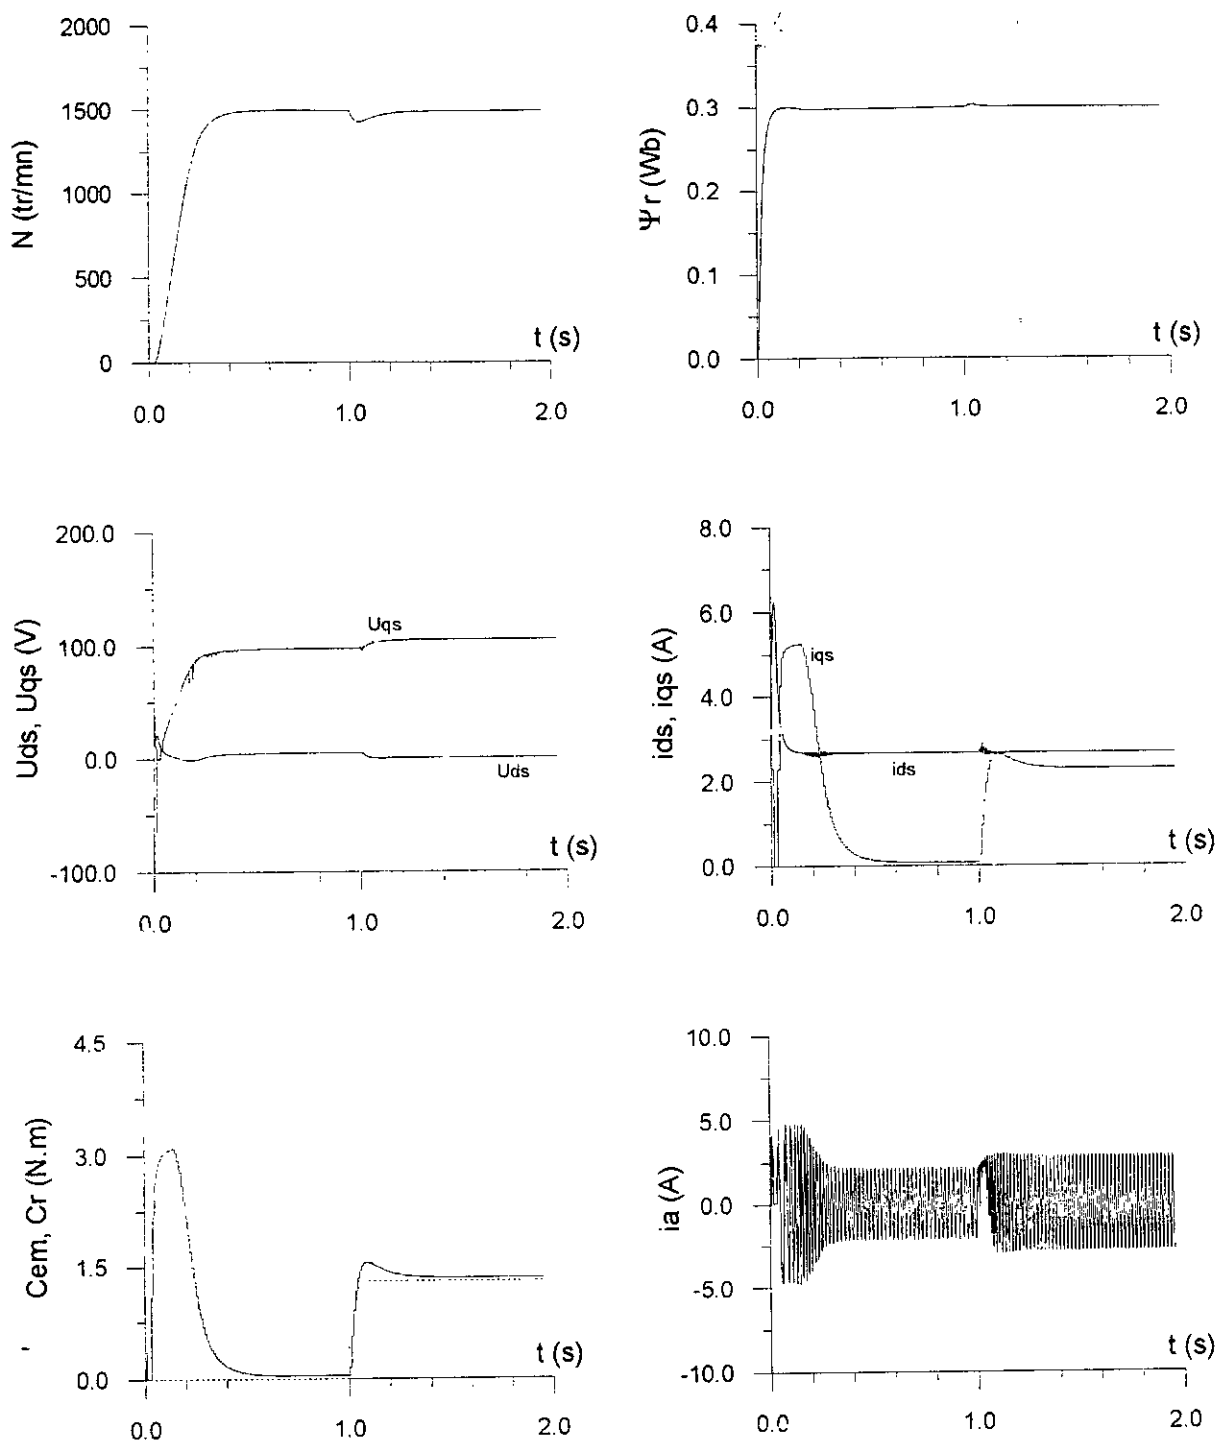 2000
1500
1000
500
0
N (tr/mn)
t (s)
0.0
1.0
2.0
0.4
0.3
0.2
0.1
0.0
Ψr (Wb)
t (s)
0.0
1.0
2.0
200.0
100.0
0.0
-100.0
Uds, Uqs (V)
Uqs
Uds
t (s)
0.0
1.0
2.0
8.0
6.0
4.0
2.0
0.0
ids, iqs (A)
iqs
ids
t (s)
0.0
1.0
2.0
4.5
3.0
1.5
0.0
Cem, Cr (N.m)
t (s)
0.0
1.0
2.0
10.0
5.0
0.0
-5.0
-10.0
ia (A)
t (s)
0.0
1.0
2.0